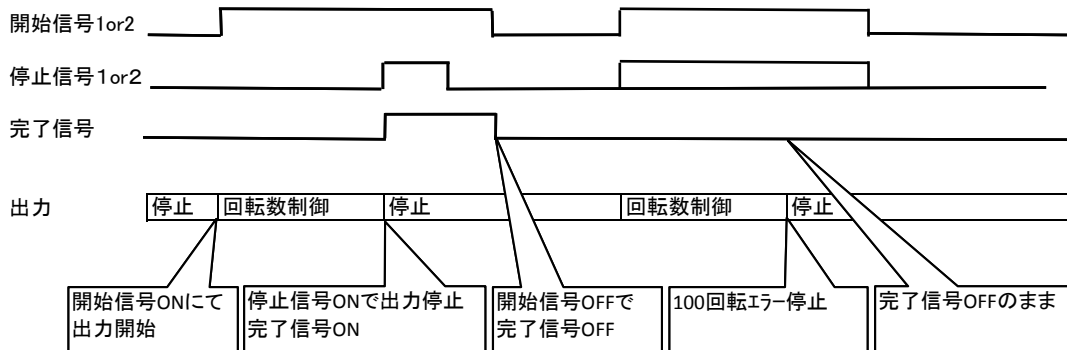 開始信号1or2
停止信号1or2
完了信号
出力
停止
回転数制御
停止
回転数制御
停止
開始信号ONにて
出力開始
停止信号ONで出力停止
完了信号ON
開始信号OFFで
完了信号OFF
100回転ｴﾗｰ停止
完了信号OFFのまま